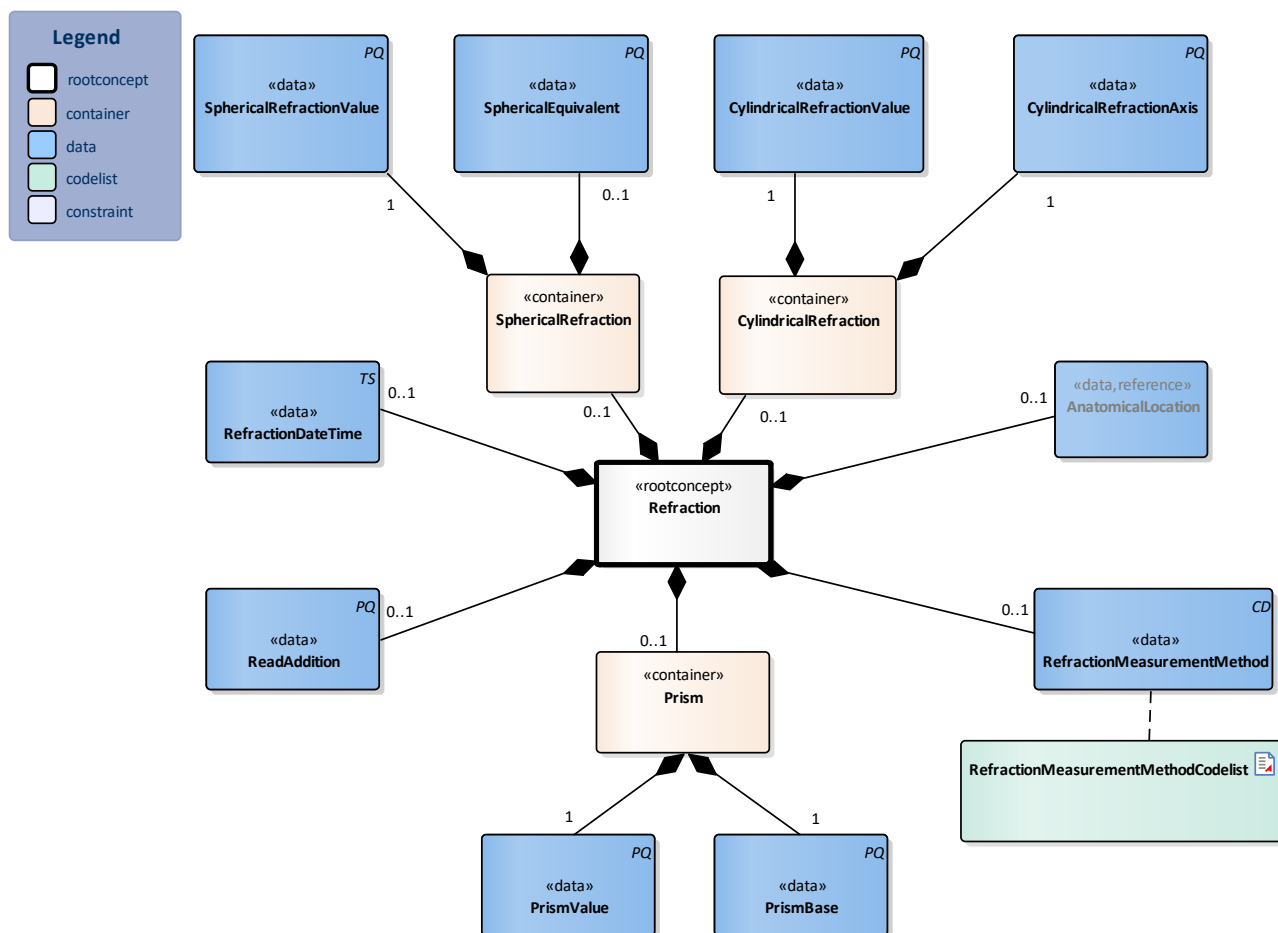 Legend
rootconcept
container
data
codelist
constraint
PQ
«data»
SphericalRefractionValue
PQ
«data»
SphericalEquivalent
PQ
«data»
CylindricalRefractionValue
PQ
«data»
CylindricalRefractionAxis
1
0..1
1
1
«container»
SphericalRefraction
«container»
CylindricalRefraction
TS
«data»
RefractionDateTime
0..1
0..1
0..1
0..1
«data,reference»
AnatomicalLocation
«rootconcept»
Refraction
PQ
«data»
ReadAddition
0..1
0..1
0..1
CD
«data»
RefractionMeasurementMethod
«container»
Prism
RefractionMeasurementMethodCodelist
1
1
PQ
«data»
PrismValue
PQ
«data»
PrismBase